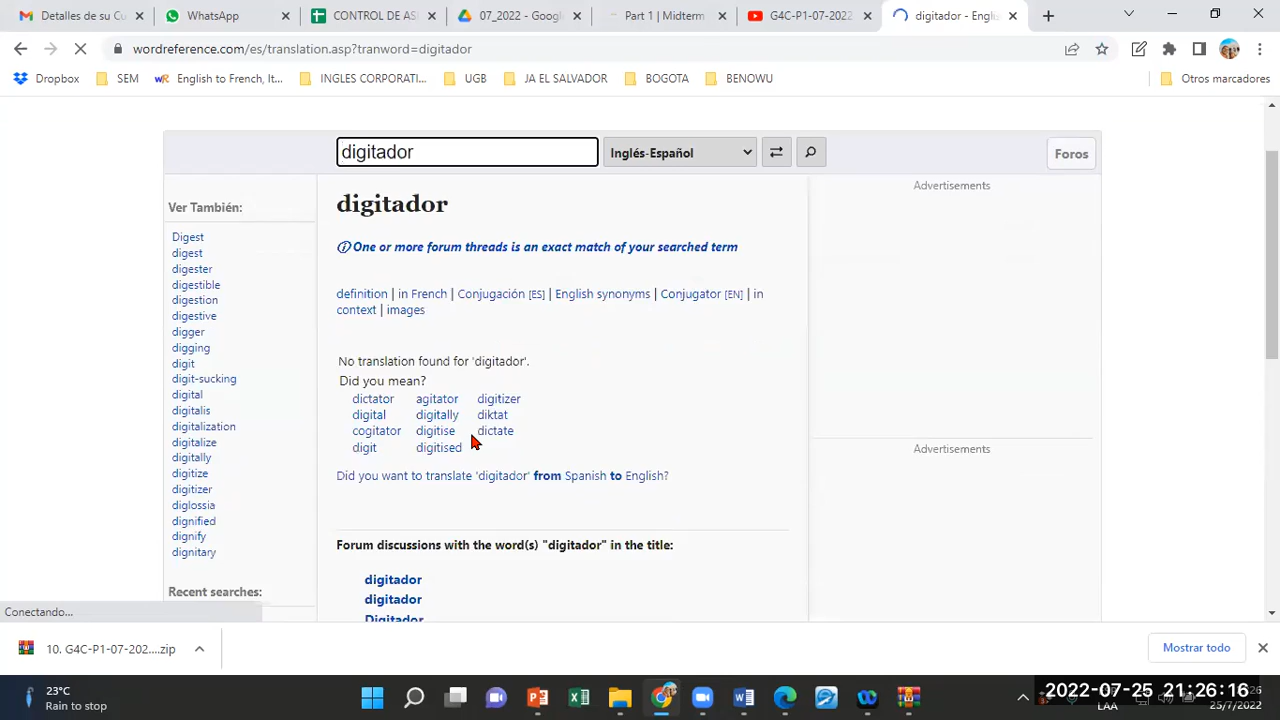 Detalles de su Cu
WhatsApp
CONTROL DE ASI
07_2022 - Google
Part 1 | Midterm
G4C-P1-07-2022
digitador - Engli
wordreference.com/es/translation.asp?tranword=digitador
Dropbox
SEM
wR English to French, It...
INGLES CORPORATI...
UGB
JA EL SALVADOR
BOGOTA
BENOWU
Otros marcadores
digitador
Inglés-Español
Foros
Ver También:
Digest
digest
digester
digestible
digestion
digestive
digger
digging
digit
digit-sucking
digital
digitalis
digitalization
digitalize
digitally
digitize
digitizer
diglossia
dignified
dignify
dignitary
Recent searches:
digitador
One or more forum threads is an exact match of your searched term
definition | in French | Conjugación [ES] | English synonyms | Conjugator [EN] | in
context | images
No translation found for 'digitador'.
Did you mean?
dictator agitator digitizer
digital digitally diktat
cogitator digitise dictate
digit digitised
Did you want to translate 'digitador' from Spanish to English?
Forum discussions with the word(s) "digitador" in the title:
digitador
digitador
Digitador
Advertisements
Advertisements
Conectando...
10. G4C-P1-07-202....zip
Mostrar todo
23°C
Rain to stop
LAA
2022-07-25 21:26:16
26
25/7/2022